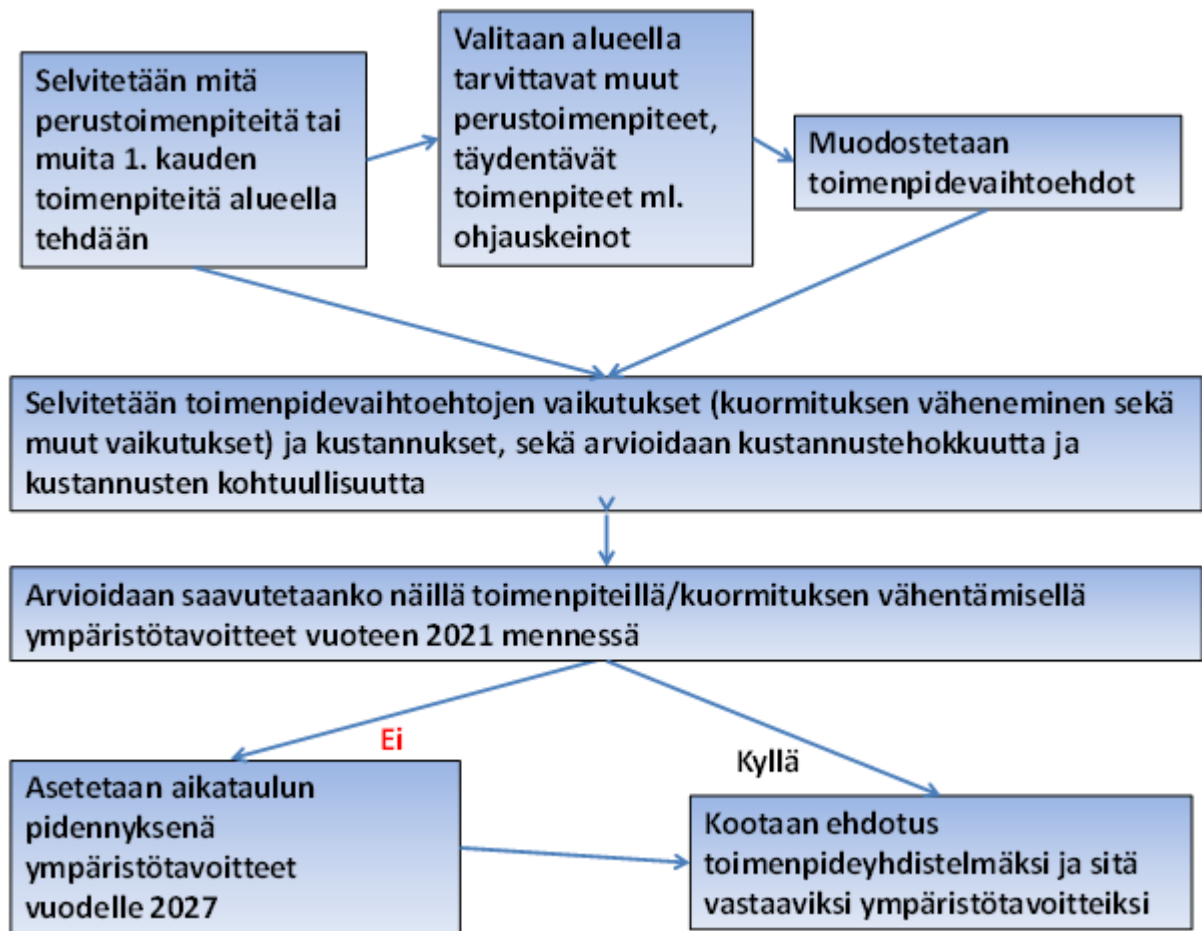 Selvitetään mitä
perustoimenpiteitä tai
muita 1. kauden
toimenpiteitä alueella
tehdään
Valitaan alueella
tarvittavat muut
perustoimenpiteet,
täydentävät
toimenpiteet ml.
ohjauskeinot
Muodostetaan
toimenpidevaihtoehdot
Selvitetään toimenpidevaihtoehtojen vaikutukset (kuormituksen väheneminen sekä
muut vaikutukset) ja kustannukset, sekä arvioidaan kustannustehokkuutta ja
kustannusten kohtuullisuutta
Arvioidaan saavutetaanko näillä toimenpiteillä/kuormituksen vähentämisellä
ympäristötavoitteet vuoteen 2021 mennessä
Ei
Kyllä
Asetetaan aikataulun
pidennyksenä
ympäristötavoitteet
vuodelle 2027
Kootaan ehdotus
toimenpideyhdistelmäksi ja sitä
vastaaviksi ympäristötavoitteiksi